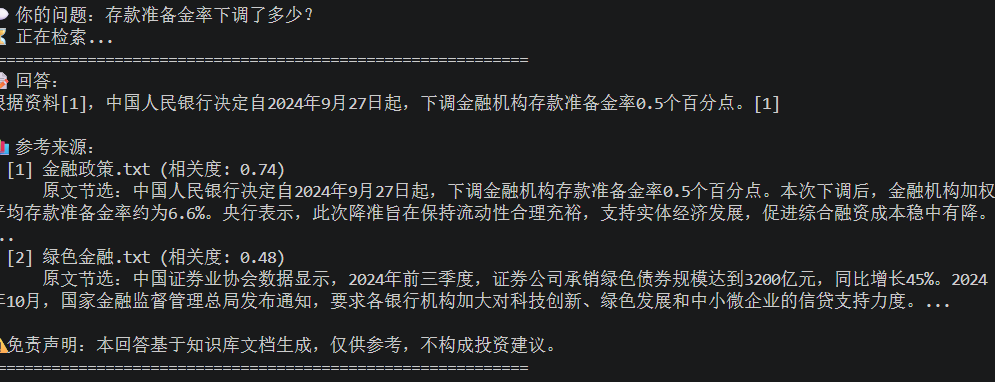 你的问题：存款准备金率下调了多少？
正在检索...
============================================================
回答：
根据资料[1]，中国人民银行决定自2024年9月27日起，下调金融机构存款准备金率0.5个百分点。[1]
参考来源：
[1] 金融政策.txt (相关度: 0.74)
原文节选：中国人民银行决定自2024年9月27日起，下调金融机构存款准备金率0.5个百分点。本次下调后，金融机构加权
平均存款准备金率约为6.6%。央行表示，此次降准旨在保持流动性合理充裕，支持实体经济发展，促进综合融资成本稳中有降。
...
[2] 绿色金融.txt (相关度: 0.48)
原文节选：中国证券业协会数据显示，2024年前三季度，证券公司承销绿色债券规模达到3200亿元，同比增长45%。2024
年10月，国家金融监督管理总局发布通知，要求各银行机构加大对科技创新、绿色发展和中小微企业的信贷支持力度。...
免责声明：本回答基于知识库文档生成，仅供参考，不构成投资建议。
============================================================